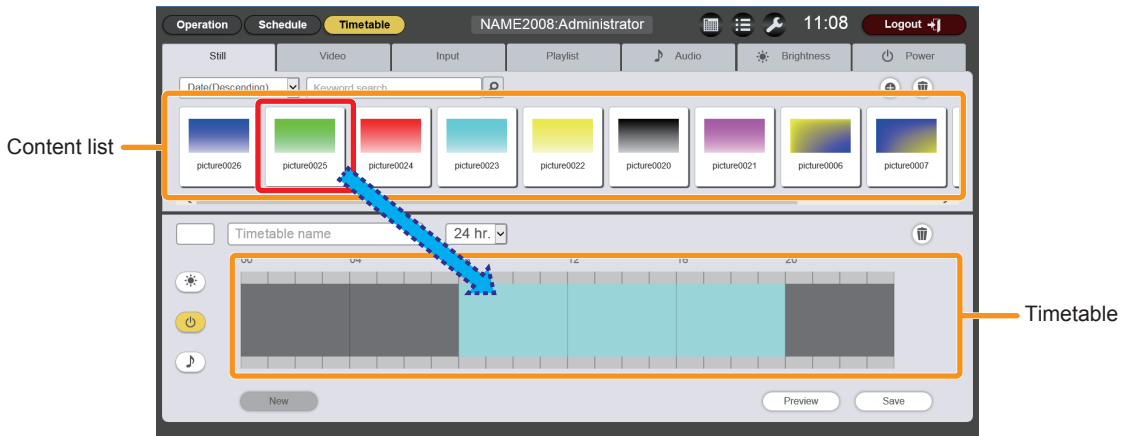 Operation Schedule Timetable NAME2008:Administrator 11:08 Logout
Still Video Input Playlist Audio Brightness Power
Date(Descending) Keyword search
Content list
picture0026 picture0025 picture0024 picture0023 picture0022 picture0020 picture0021 picture0006 picture0007
Timetable name 24 hr.
00 04 12 16 20
Timetable
New Preview Save